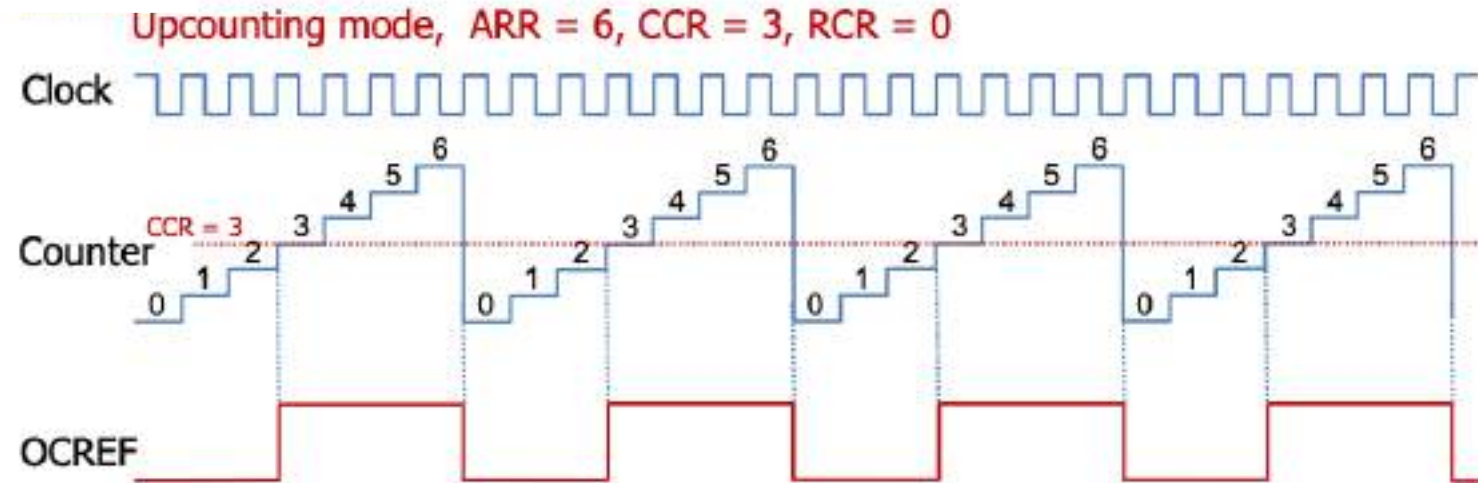 Upcounting mode, ARR = 6, CCR = 3, RCR = 0
Clock
6 6 6 6
5 5 5 5
4 4 4 4
CCR = 3 3 3 3 3
Counter 2 2 2 2
1 1 1 1
0 0 0 0
OCREF